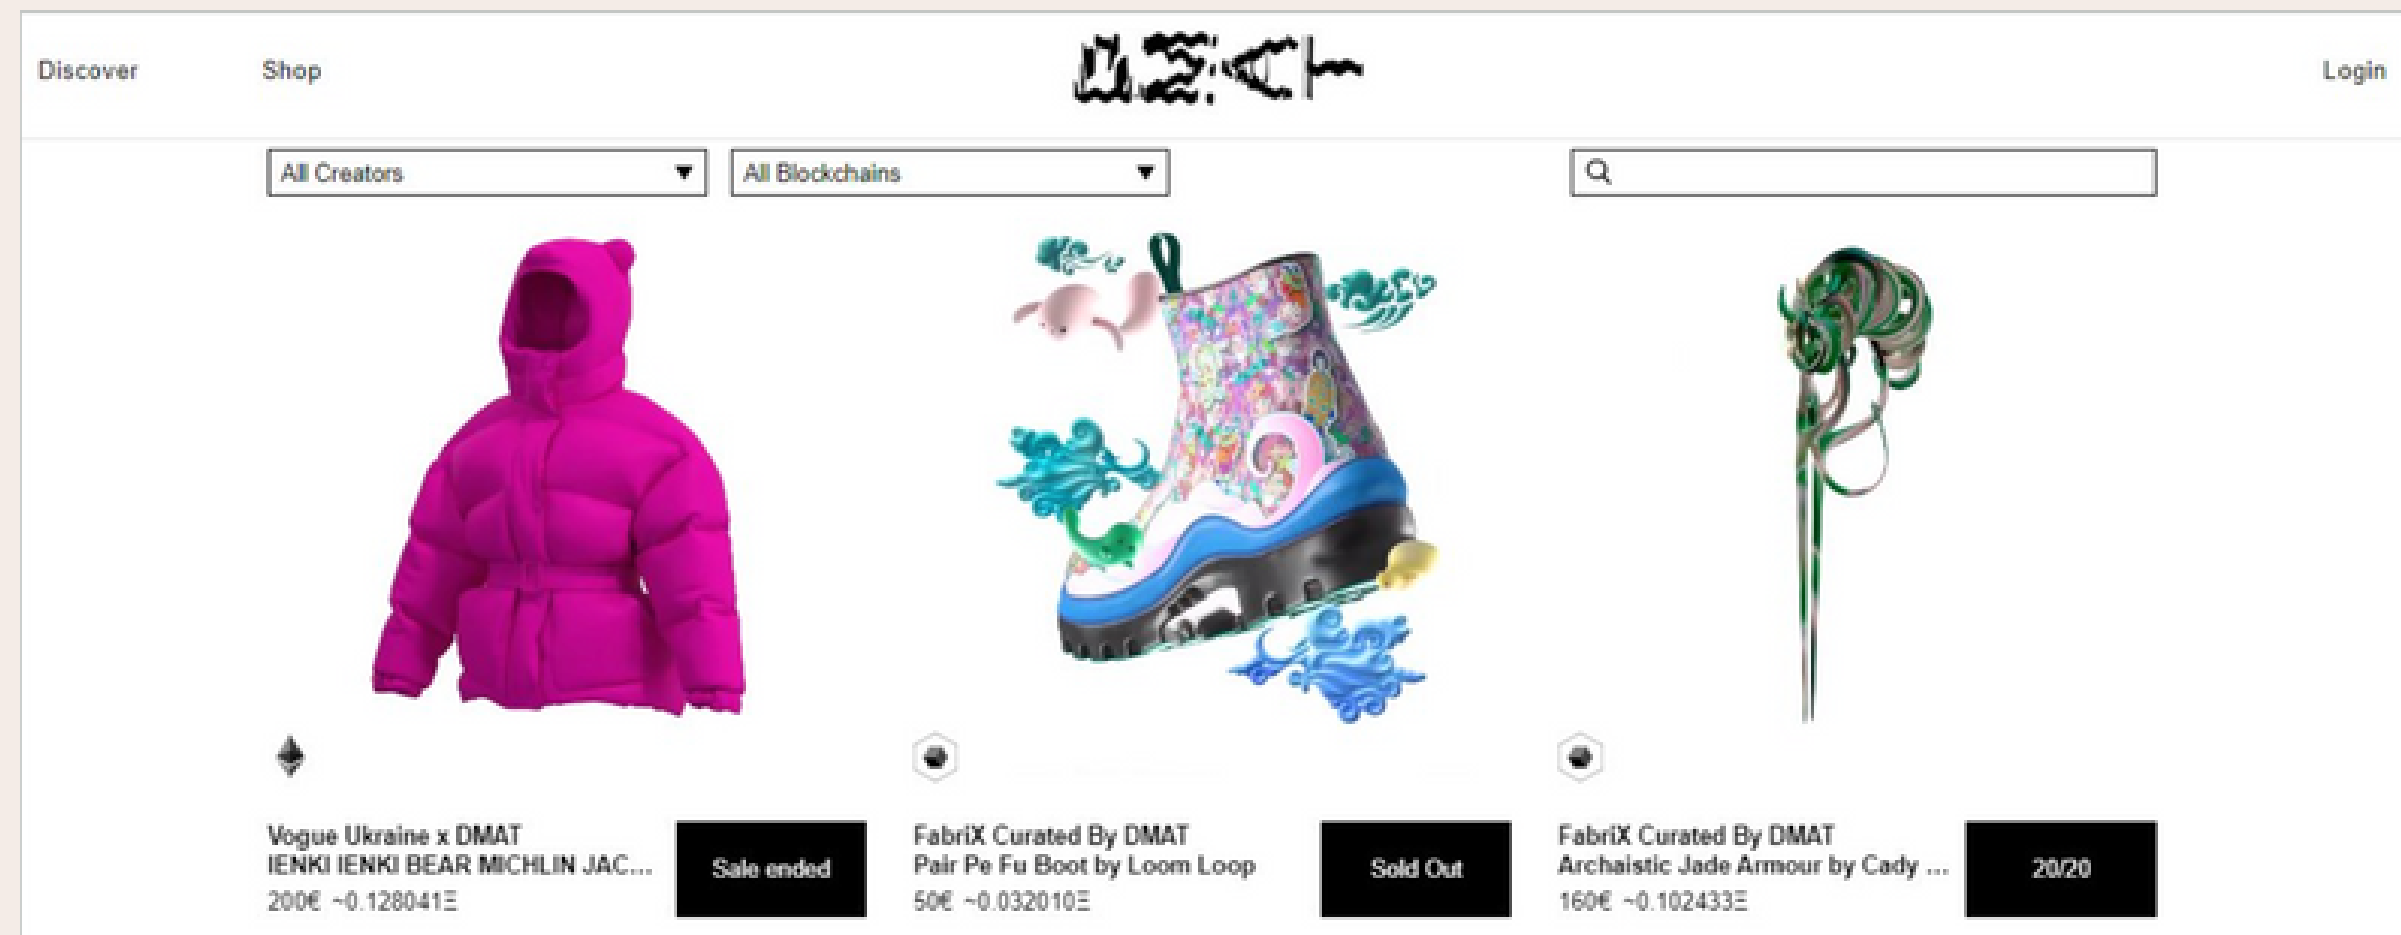 Discover
Shop
Login
All Creators
All Blockchains
Vogue Ukraine x DMAT
IENKI IENKI BEAR MICHLIN JAC...
200€ ~0.128041Ξ
Sale ended
FabriX Curated By DMAT
Pair Pe Fu Boot by Loom Loop
50€ ~0.032010Ξ
Sold Out
FabriX Curated By DMAT
Archaistic Jade Armour by Cady ...
160€ ~0.102433Ξ
20/20